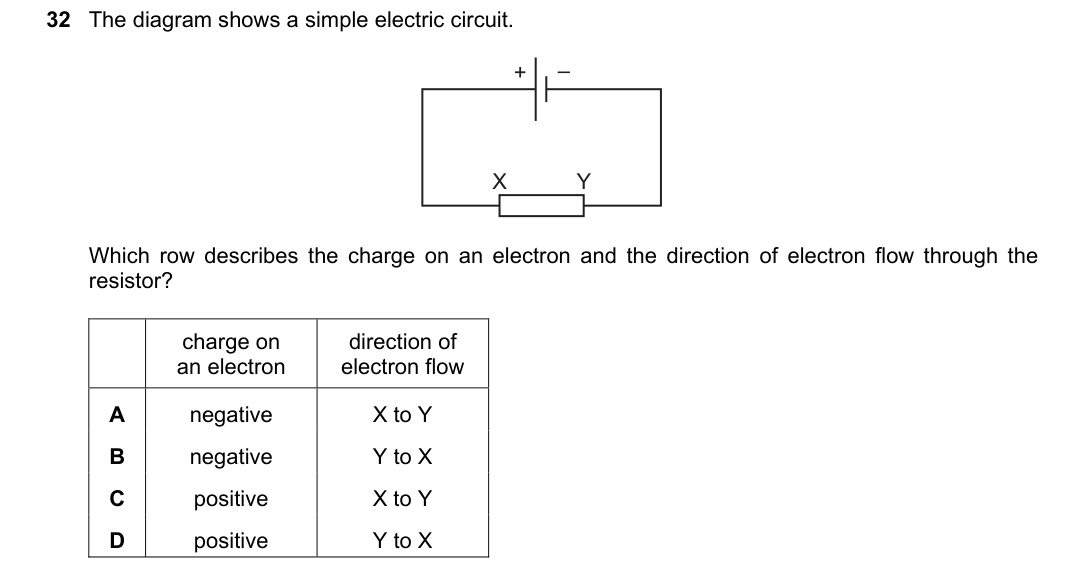 32 The diagram shows a simple electric circuit.
+ –
X Y
Which row describes the charge on an electron and the direction of electron flow through the
resistor?
charge on direction of
an electron electron flow
A negative X to Y
B negative Y to X
C positive X to Y
D positive Y to X